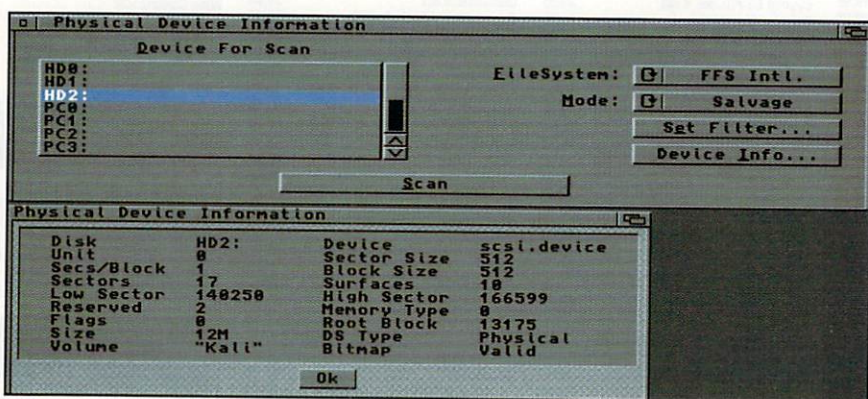 Physical Device Information
Device For Scan
HD0:
HD1:
HD2:
PC0:
PC1:
PC2:
PC3:
FileSystem: FFS Intl.
Mode: Salvage
Set Filter...
Device Info...
Scan
Physical Device Information
Disk HD2: Device scsi.device
Unit 0 Sector Size 512
Secs/Block 1 Block Size 512
Sectors 17 Surfaces 10
Low Sector 140250 High Sector 166599
Reserved 2 Memory Type 0
Flags 0 Root Block 13175
Size 12M DS Type Physical
Volume "Kali" Bitmap Valid
Ok